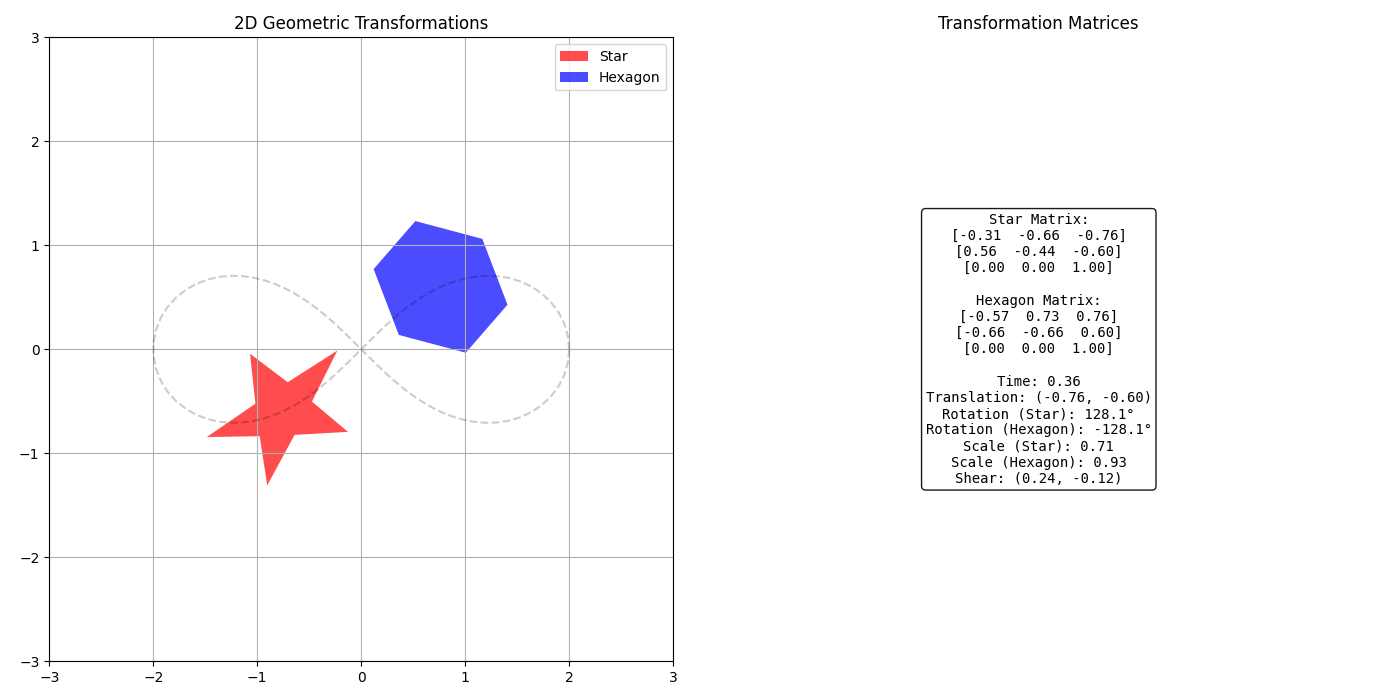 2D Geometric Transformations
3
2
1
0
−1
−2
−3
−3
−2
−1
0
1
2
3
Star
Hexagon
Transformation Matrices
Star Matrix:
[-0.31  -0.66  -0.76]
[0.56  -0.44  -0.60]
[0.00  0.00  1.00]
Hexagon Matrix:
[-0.57  0.73  0.76]
[-0.66  -0.66  0.60]
[0.00  0.00  1.00]
Time: 0.36
Translation: (-0.76, -0.60)
Rotation (Star): 128.1°
Rotation (Hexagon): -128.1°
Scale (Star): 0.71
Scale (Hexagon): 0.93
Shear: (0.24, -0.12)